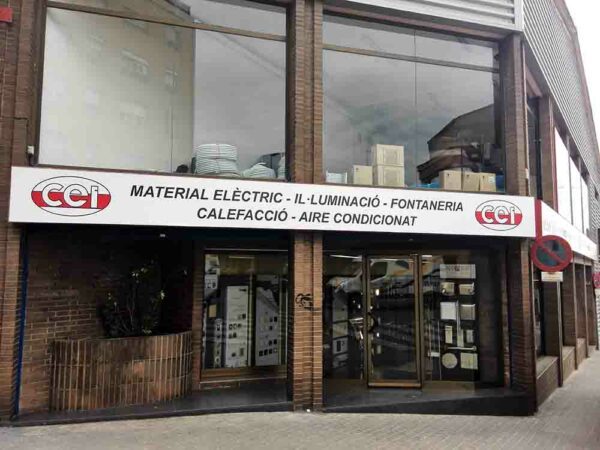 cei
MATERIAL ELÈCTRIC - IL·LUMINACIÓ - FONTANERIA
CALEFACCIÓ - AIRE CONDICIONAT
cei